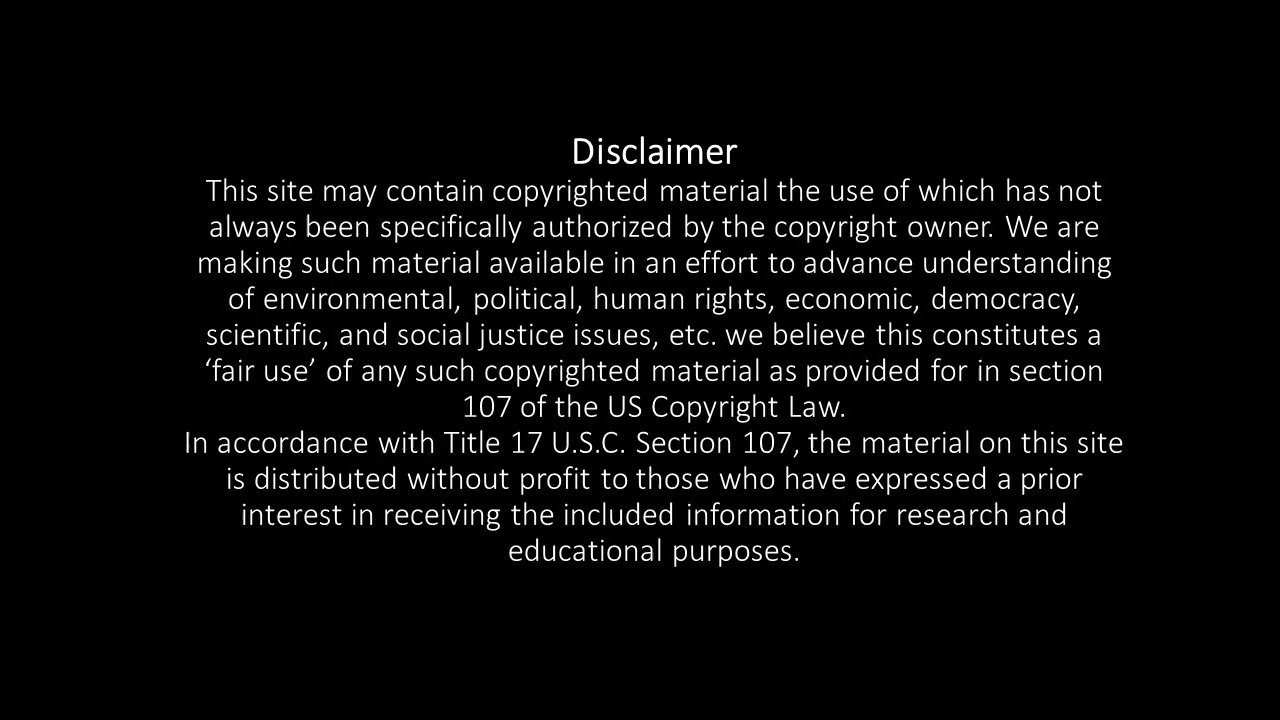 Disclaimer
This site may contain copyrighted material the use of which has not
always been specifically authorized by the copyright owner. We are
making such material available in an effort to advance understanding
of environmental, political, human rights, economic, democracy,
scientific, and social justice issues, etc. we believe this constitutes a
‘fair use’ of any such copyrighted material as provided for in section
107 of the US Copyright Law.
In accordance with Title 17 U.S.C. Section 107, the material on this site
is distributed without profit to those who have expressed a prior
interest in receiving the included information for research and
educational purposes.